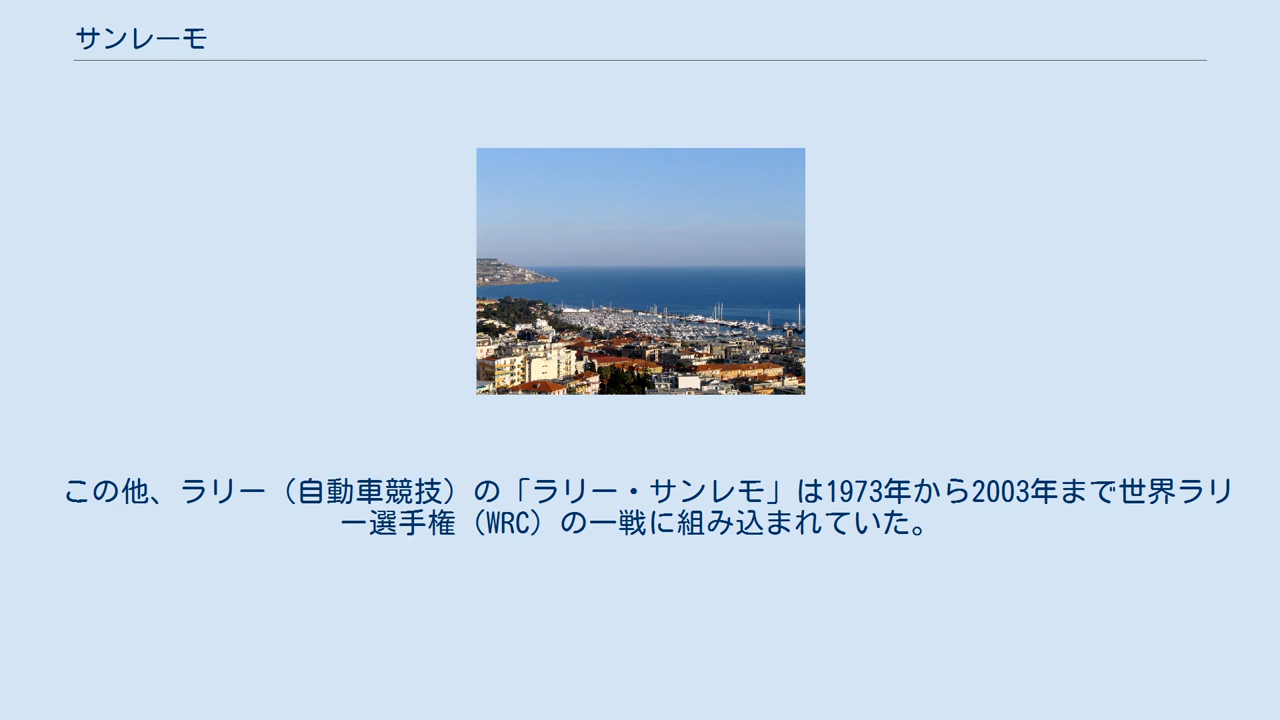 サンレーモ
この他、ラリー（自動車競技）の「ラリー・サンレモ」は1973年から2003年まで世界ラリ
ー選手権（WRC）の一戦に組み込まれていた。